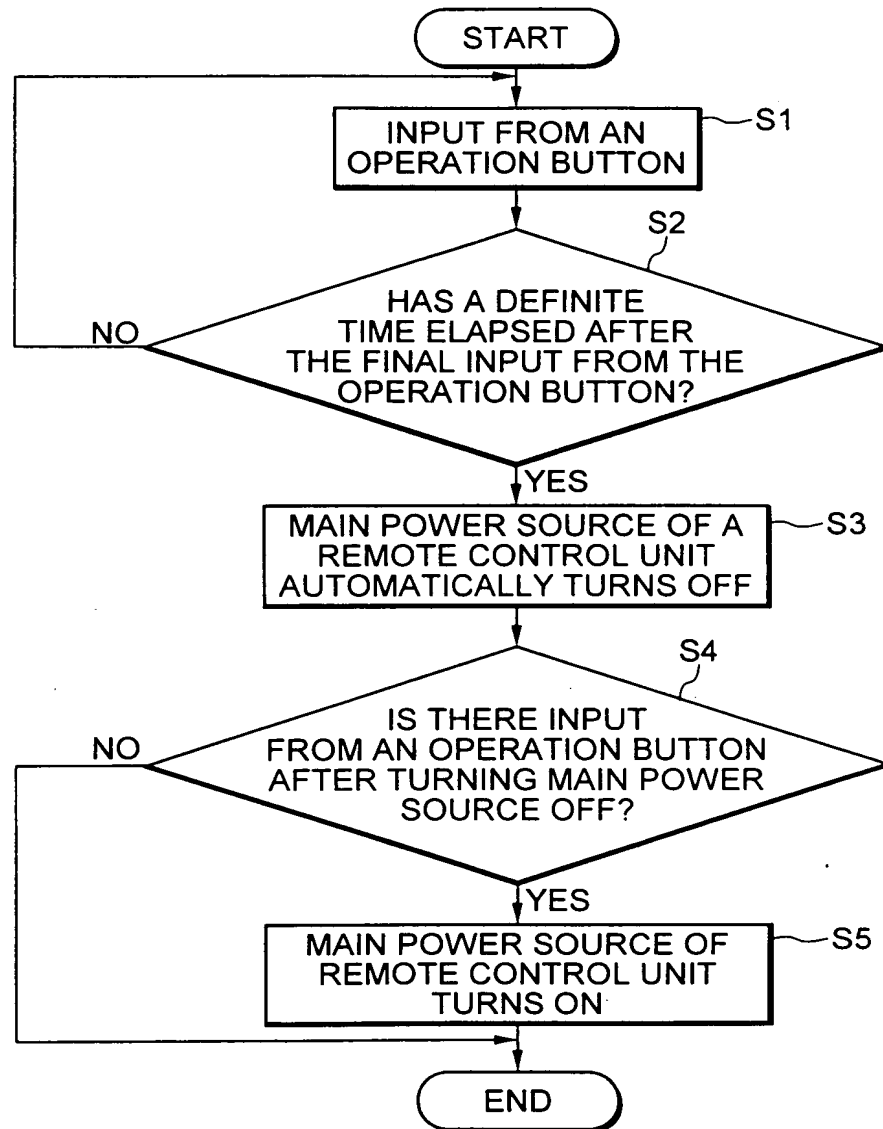 START
INPUT FROM AN
OPERATION BUTTON
S1
S2
HAS A DEFINITE
TIME ELAPSED AFTER
THE FINAL INPUT FROM THE
OPERATION BUTTON?
NO
YES
MAIN POWER SOURCE OF A
REMOTE CONTROL UNIT
AUTOMATICALLY TURNS OFF
S3
S4
IS THERE INPUT
FROM AN OPERATION BUTTON
AFTER TURNING MAIN POWER
SOURCE OFF?
NO
YES
MAIN POWER SOURCE OF
REMOTE CONTROL UNIT
TURNS ON
S5
END